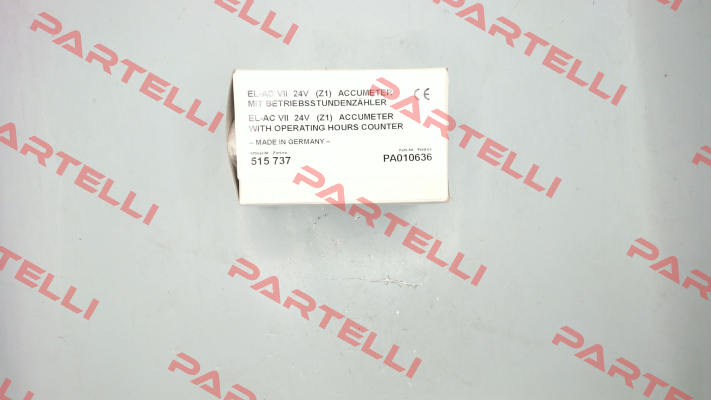 EL-AC VII 24V (Z1) ACCUMETER
MIT BETRIEBSSTUNDENZÄHLER
CE
EL-AC VII 24V (Z1) ACCUMETER
WITH OPERATING HOURS COUNTER
– MADE IN GERMANY –
515 737
PA010636
PARTELLI
PARTELLI
PARTELLI
PARTELLI
PARTELLI
PARTELLI
PARTELLI
PARTELLI
PARTELLI
PARTELLI